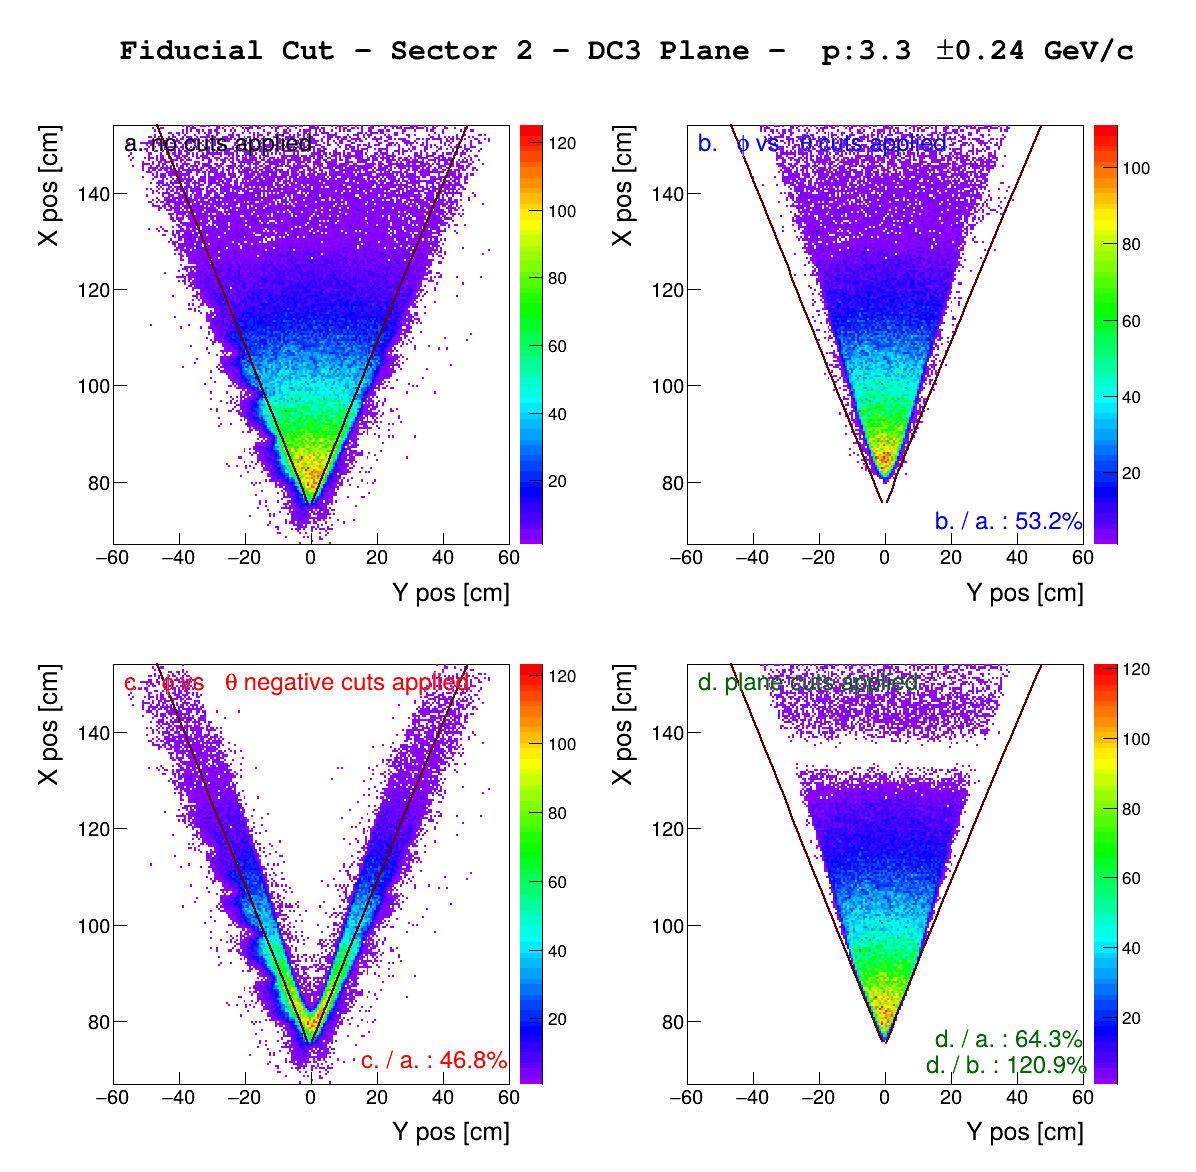 Fiducial Cut – Sector 2 – DC3 Plane – p:3.3 ±0.24 GeV/c
a. no cuts applied
X pos [cm]
140
120
100
80
−60 −40 −20 0 20 40 60
Y pos [cm]
120
100
80
60
40
20
b. ϕ vs θ cuts applied
X pos [cm]
140
120
100
80
b. / a. : 53.2%
−60 −40 −20 0 20 40 60
Y pos [cm]
100
80
60
40
20
c. ϕ vs θ negative cuts applied
X pos [cm]
140
120
100
80
c. / a. : 46.8%
−60 −40 −20 0 20 40 60
Y pos [cm]
120
100
80
60
40
20
d. plane cuts applied
X pos [cm]
140
120
100
80
d. / a. : 64.3%
d. / b. : 120.9%
−60 −40 −20 0 20 40 60
Y pos [cm]
120
100
80
60
40
20